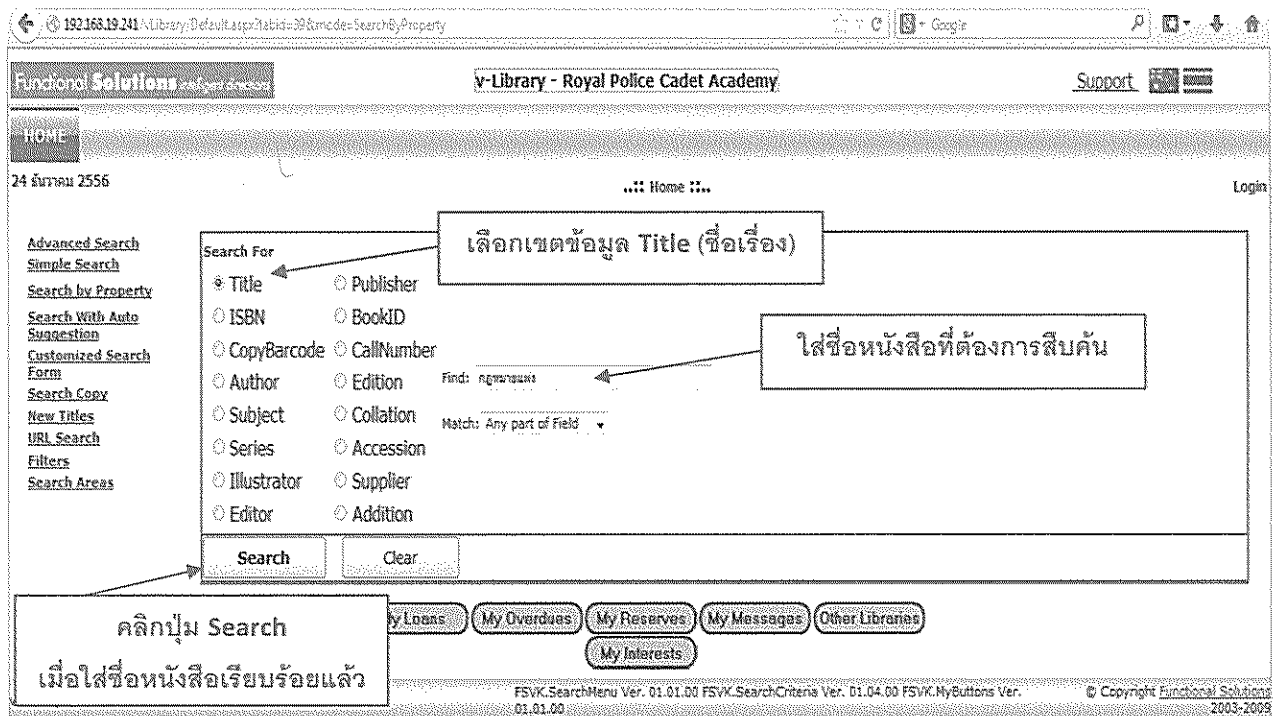 192.168.19.241/v-Library/Default.aspx?tabid=39&mode=SearchByProperty
Google
Functional Solutions
v-Library - Royal Police Cadet Academy
Support
HOME
24 ธันวาคม 2556
..:: Home ::..
Login
Advanced Search
Simple Search
Search by Property
Search With Auto
Suggestion
Customized Search
Form
Search Copy
New Titles
URL Search
Filters
Search Areas
Search For
เลือกเขตข้อมูล Title (ชื่อเรื่อง)
Title
Publisher
ISBN
BookID
CopyBarcode
CallNumber
Author
Edition
Subject
Collation
Series
Accession
Illustrator
Supplier
Editor
Addition
ใส่ชื่อหนังสือที่ต้องการสืบค้น
Find: กฎหมายแพ่ง
Match: Any part of Field
Search
Clear
คลิกปุ่ม Search
เมื่อใส่ชื่อหนังสือเรียบร้อยแล้ว
My Loans
My Overdues
My Reserves
My Messages
Other Libraries
My Interests
FSVK.SearchMenu Ver. 01.01.00 FSVK.SearchCriteria Ver. 01.04.00 FSVK.MyButtons Ver.
01.01.00
© Copyright Functional Solutions
2003-2009